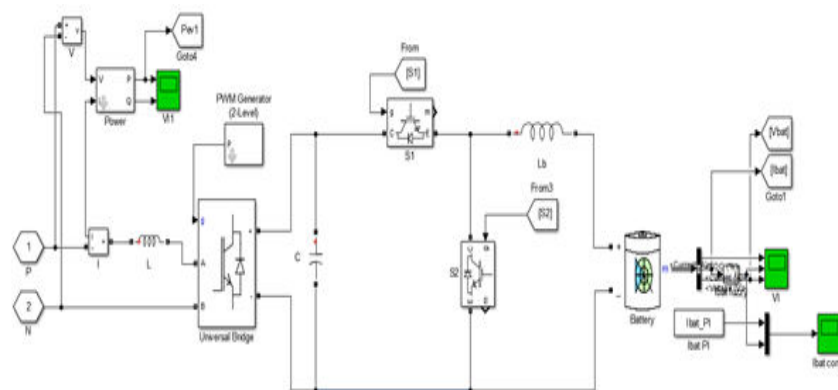 Pev1
Goto4
V
V
P
Q
Power
VI1
PWM Generator
(2-Level)
P
From
[S1]
g
m
C
E
S1
Lb
From3
[S2]
S2
[Vbat]
[Ibat]
Goto1
1
P
I
L
g
A
B
+
-
Universal Bridge
C
2
N
+
m
Battery
VI
Ibat_PI
Ibat PI
Ibat con